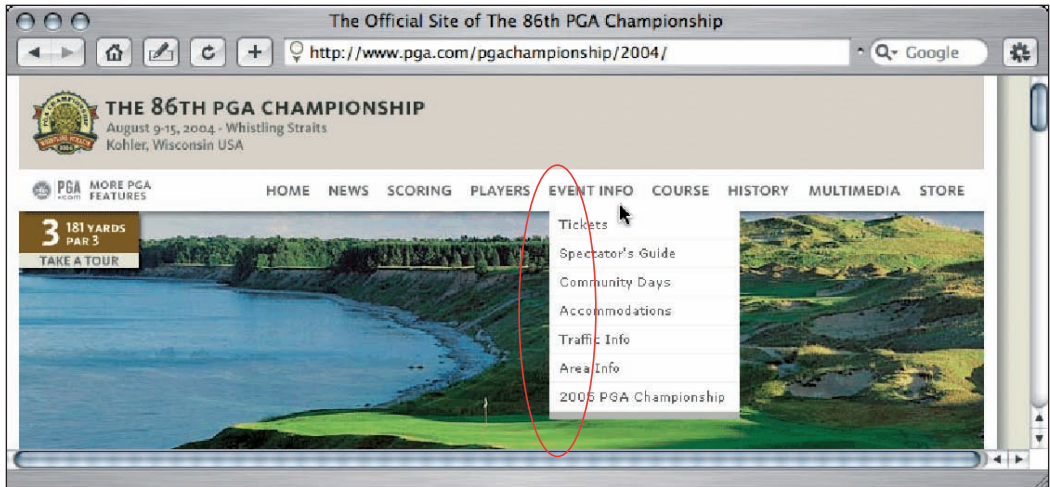 The Official Site of The 86th PGA Championship
http://www.pga.com/pgachampionship/2004/
Google
THE 86TH PGA CHAMPIONSHIP
August 9-15, 2004 - Whistling Straits
Kohler, Wisconsin USA
PGA .com MORE PGA FEATURES
HOME NEWS SCORING PLAYERS EVENT INFO COURSE HISTORY MULTIMEDIA STORE
3 181 YARDS
PAR 3
TAKE A TOUR
Tickets
Spectator's Guide
Community Days
Accommodations
Traffic Info
Area Info
2006 PGA Championship